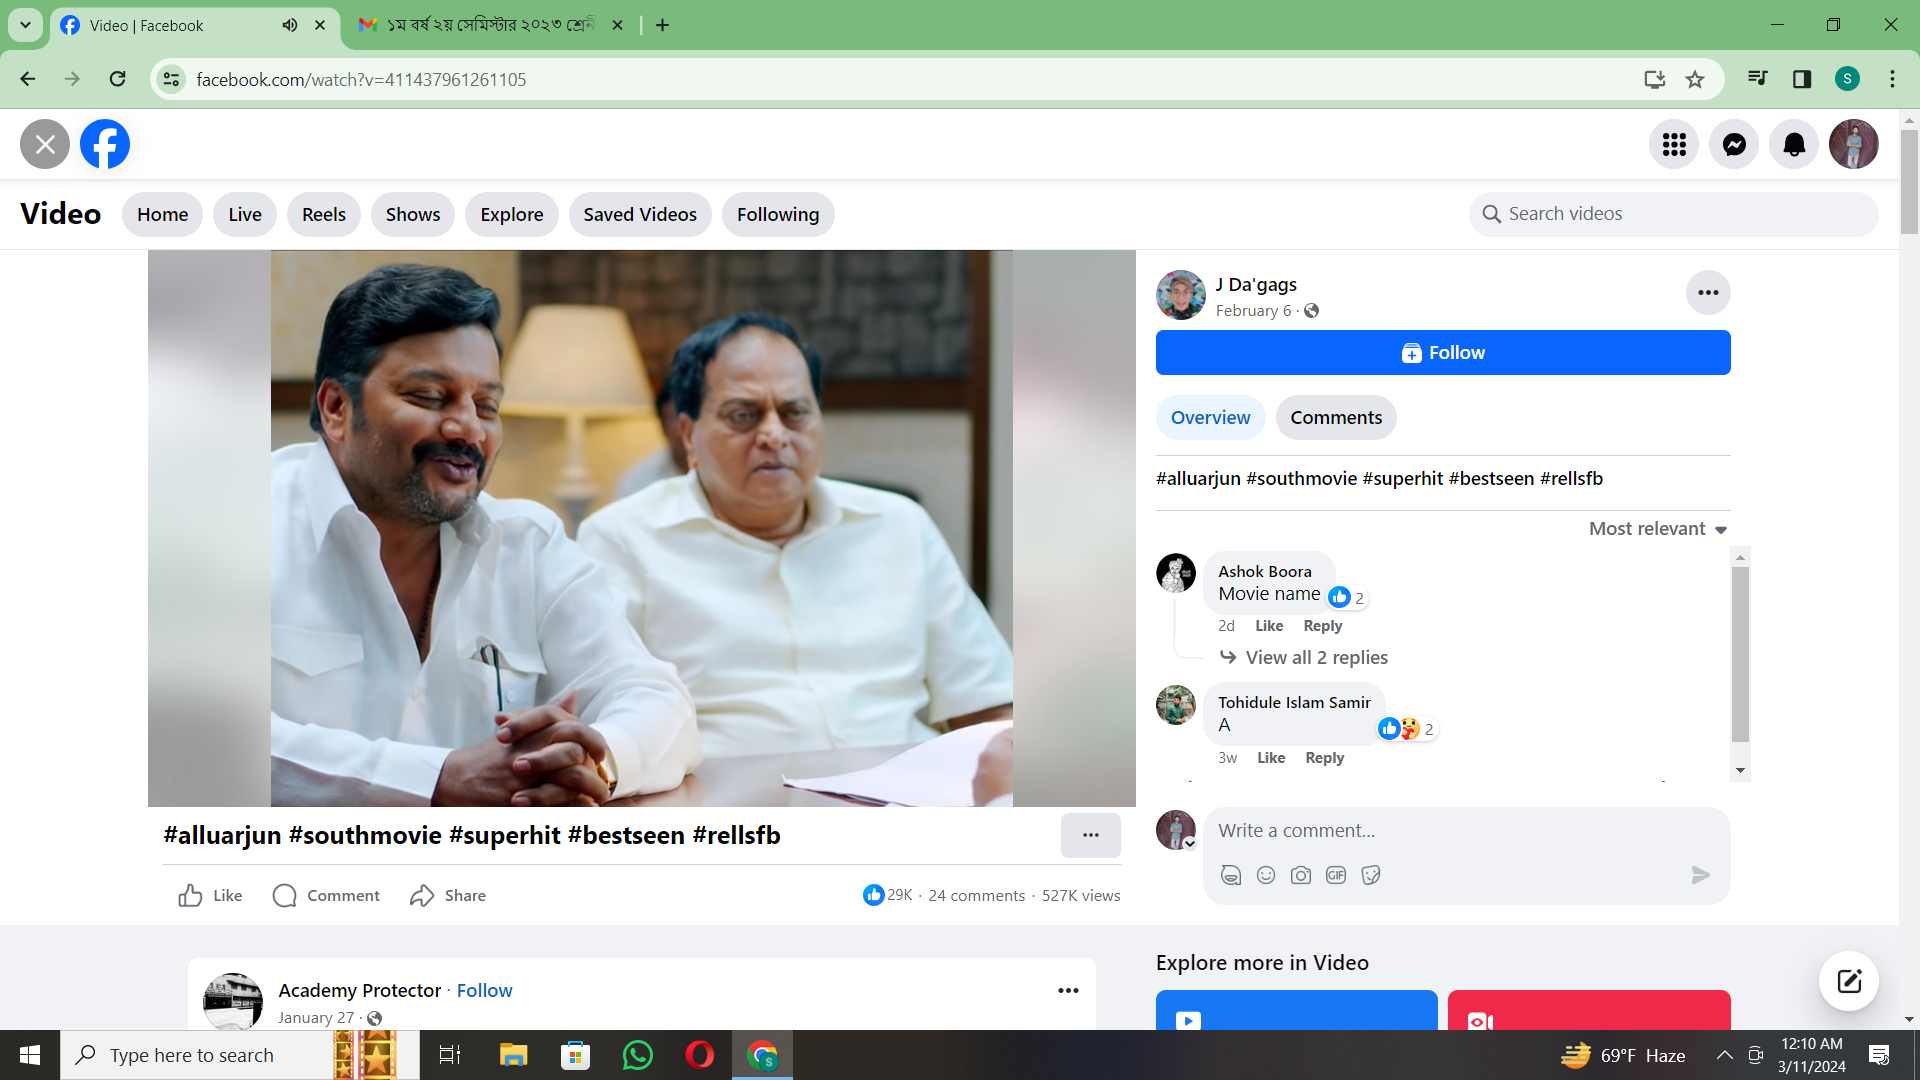 Video | Facebook
১ম বর্ষ ২য় সেমিস্টার ২০২৩ শ্রেনী
facebook.com/watch?v=411437961261105
S
Video
Home
Live
Reels
Shows
Explore
Saved Videos
Following
Search videos
J Da'gags
February 6 ·
Follow
Overview
Comments
#alluarjun #southmovie #superhit #bestseen #rellsfb
Most relevant
Ashok Boora
Movie name
2
2d Like Reply
View all 2 replies
Tohidule Islam Samir
A
2
3w Like Reply
#alluarjun #southmovie #superhit #bestseen #rellsfb
Write a comment...
GIF
Like
Comment
Share
29K · 24 comments · 527K views
Explore more in Video
Academy Protector · Follow
January 27 ·
Type here to search
S
69°F Haze
12:10 AM
3/11/2024